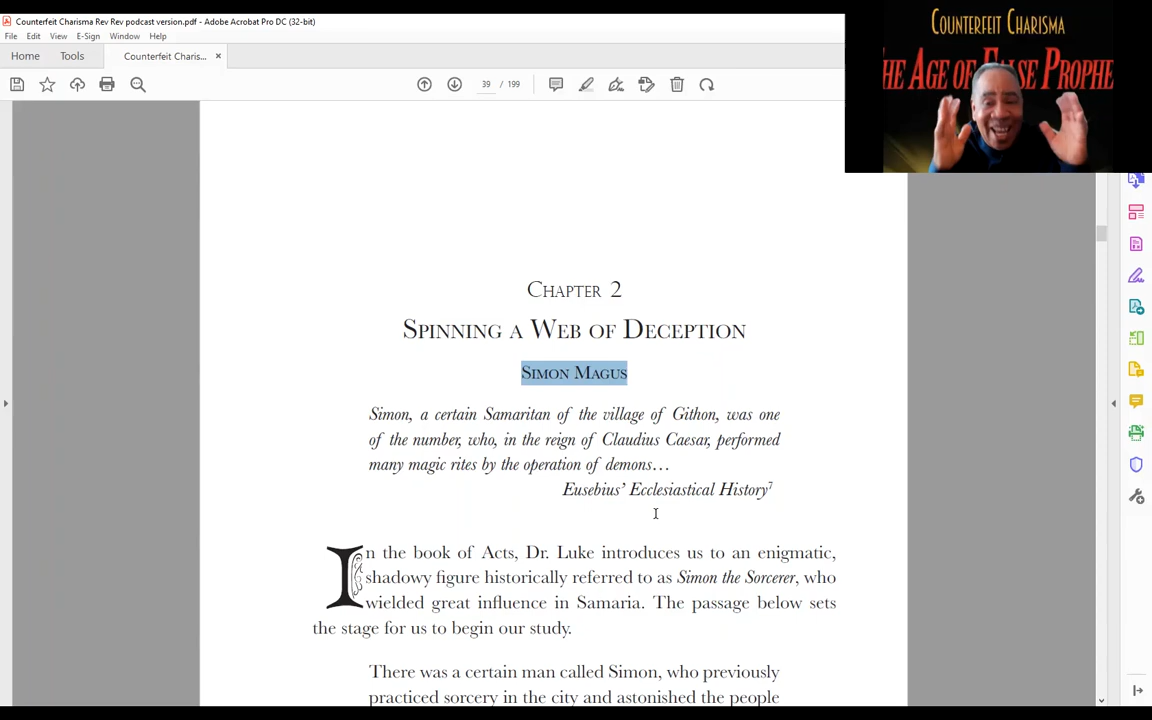 Counterfeit Charisma Rev Rev podcast version.pdf - Adobe Acrobat Pro DC (32-bit)
File Edit View E-Sign Window Help
Home Tools Counterfeit Charis... ×
39 / 199
COUNTERFEIT CHARISMA
HE AGE OF FALSE PROPHE
CHAPTER 2
SPINNING A WEB OF DECEPTION
SIMON MAGUS
Simon, a certain Samaritan of the village of Githon, was one
of the number, who, in the reign of Claudius Caesar, performed
many magic rites by the operation of demons…
Eusebius’ Ecclesiastical History7
In the book of Acts, Dr. Luke introduces us to an enigmatic,
shadowy figure historically referred to as Simon the Sorcerer, who
wielded great influence in Samaria. The passage below sets
the stage for us to begin our study.
There was a certain man called Simon, who previously
practiced sorcery in the city and astonished the people